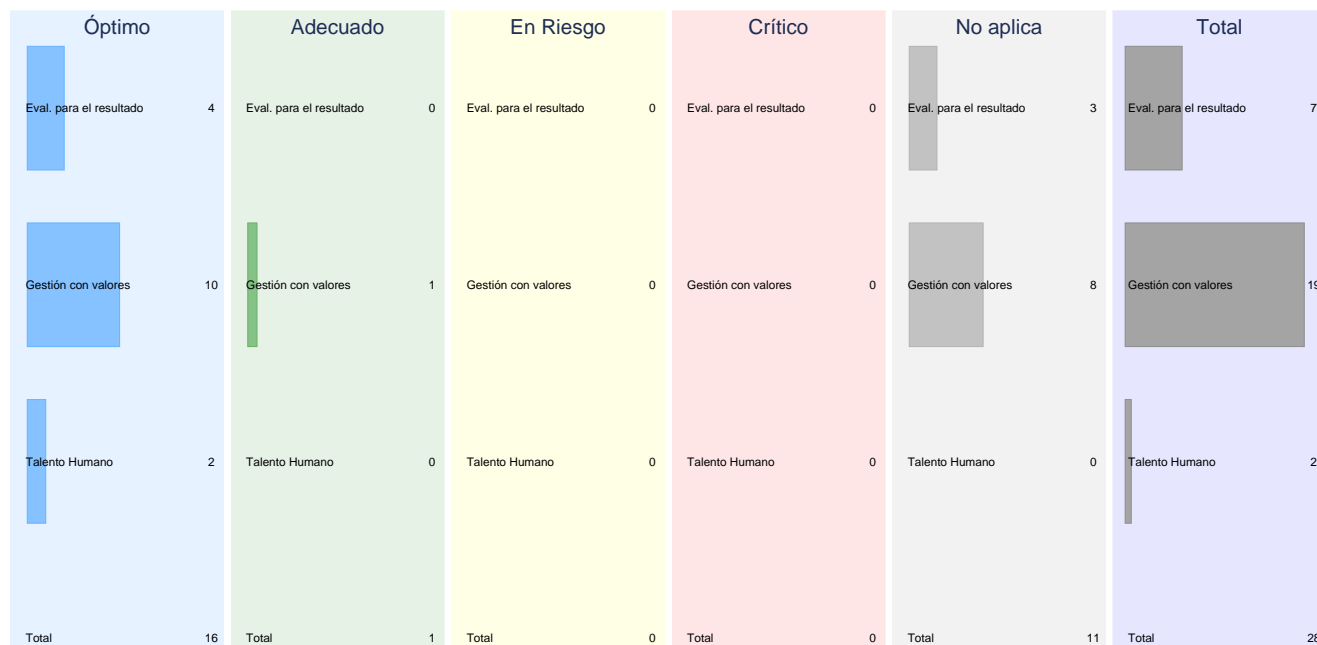 Óptimo Adecuado En Riesgo Crítico No aplica Total
Eval. para el resultado 4 Eval. para el resultado 0 Eval. para el resultado 0 Eval. para el resultado 0 Eval. para el resultado 3 Eval. para el resultado 7
Gestión con valores 10 Gestión con valores 1 Gestión con valores 0 Gestión con valores 0 Gestión con valores 8 Gestión con valores 19
Talento Humano 2 Talento Humano 0 Talento Humano 0 Talento Humano 0 Talento Humano 0 Talento Humano 2
Total 16 Total 1 Total 0 Total 0 Total 11 Total 28